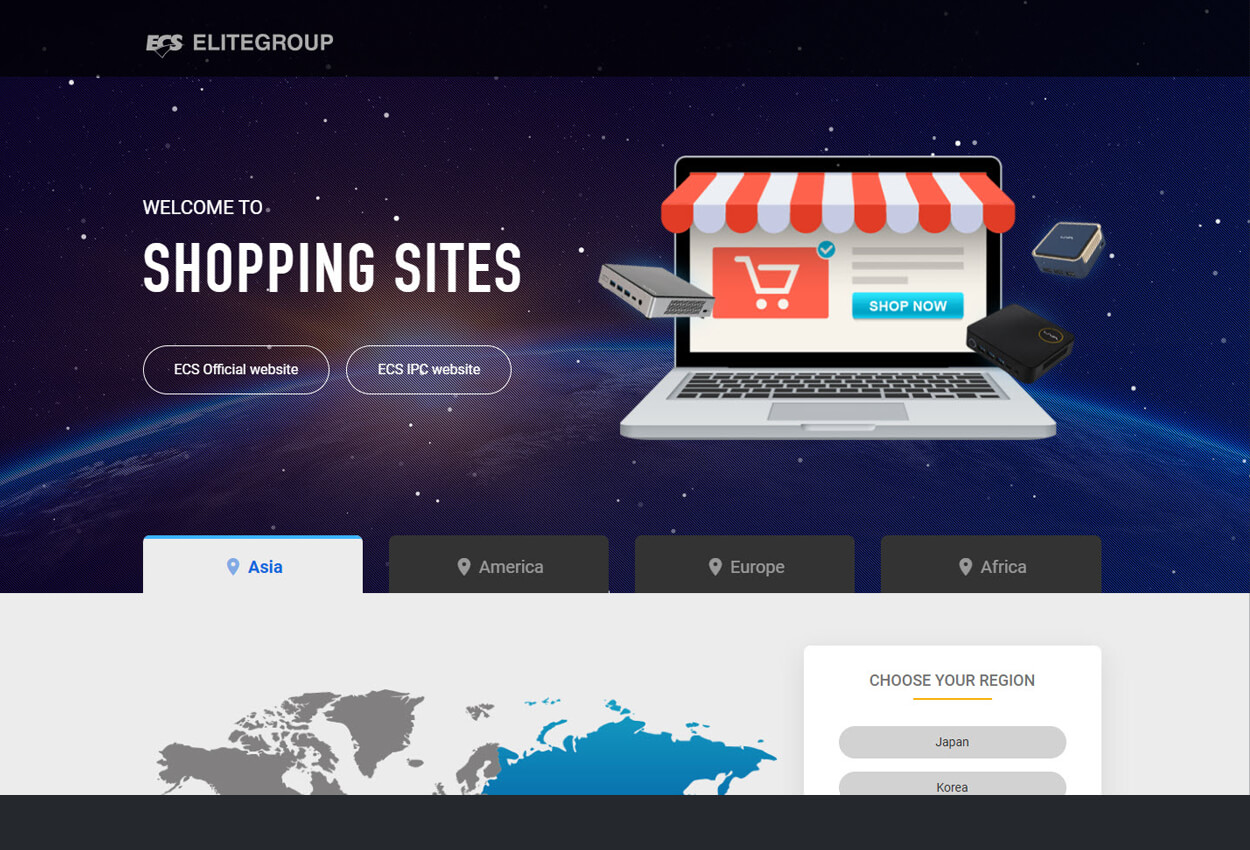 ECS ELITEGROUP
WELCOME TO
SHOPPING SITES
ECS Official website
ECS IPC website
SHOP NOW
Asia
America
Europe
Africa
CHOOSE YOUR REGION
Japan
Korea